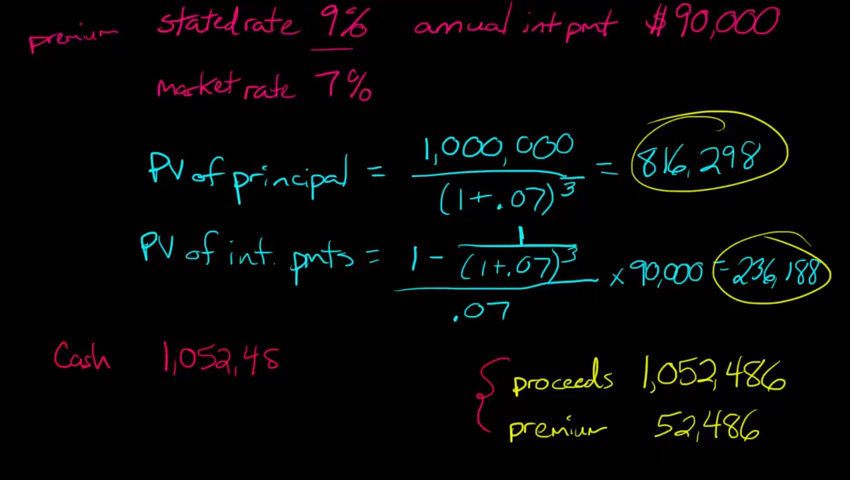 premium stated rate 9% annual int pmt $90,000
market rate 7%
PV of principal = 1,000,000 / (1+.07)^3 = 816,298
PV of int. pmts = 1 - 1 / (1+.07)^3 / .07 × 90,000 = 236,188
Cash 1,052,48
proceeds 1,052,486
premium 52,486